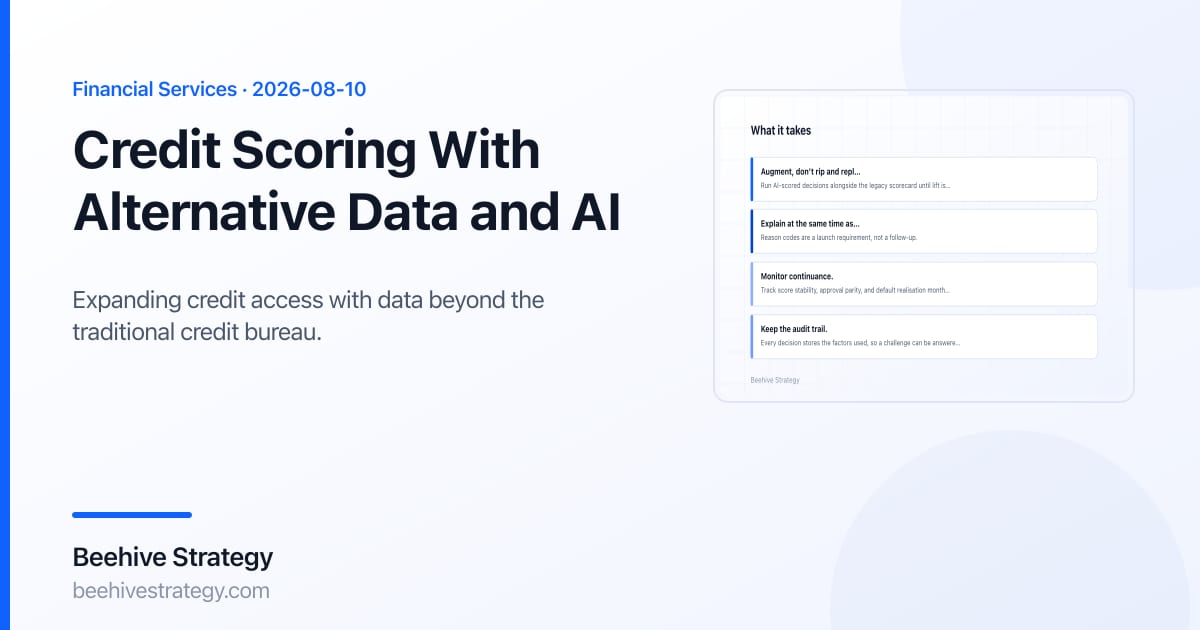 Financial Services · 2026-08-10
Credit Scoring With
Alternative Data and AI
Expanding credit access with data beyond the
traditional credit bureau.
What it takes
Augment, don't rip and repl...
Run AI-scored decisions alongside the legacy scorecard until lift is...
Explain at the same time as...
Reason codes are a launch requirement, not a follow-up.
Monitor continuance.
Track score stability, approval parity, and default realisation month...
Keep the audit trail.
Every decision stores the factors used, so a challenge can be answere...
Beehive Strategy
Beehive Strategy
beehivestrategy.com